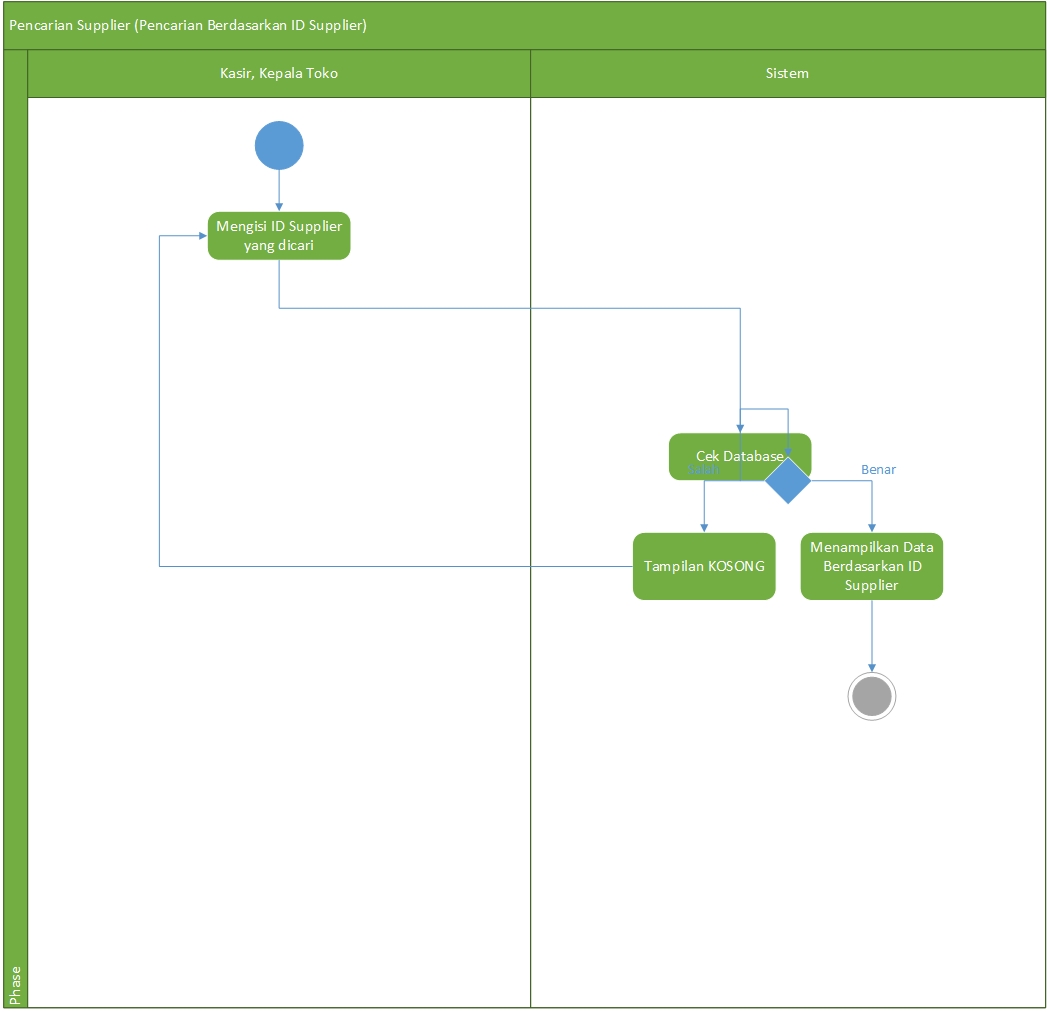 Pencarian Supplier (Pencarian Berdasarkan ID Supplier)
Kasir, Kepala Toko
Sistem
Mengisi ID Supplier
yang dicari
Cek Database
Salah
Benar
Tampilan KOSONG
Menampilkan Data
Berdasarkan ID
Supplier
Phase